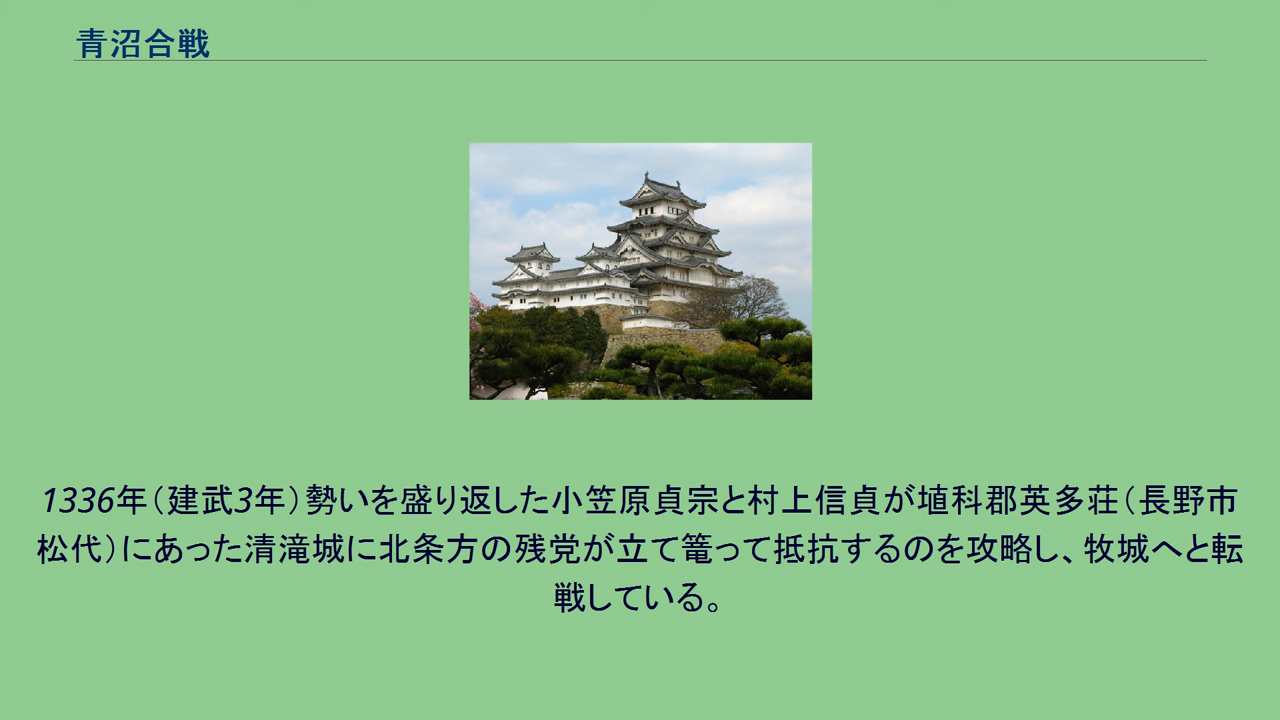 青沼合戦
1336年（建武3年）勢いを盛り返した小笠原貞宗と村上信貞が埴科郡英多荘（長野市
松代）にあった清滝城に北条方の残党が立て篭って抵抗するのを攻略し、牧城へと転
戦している。